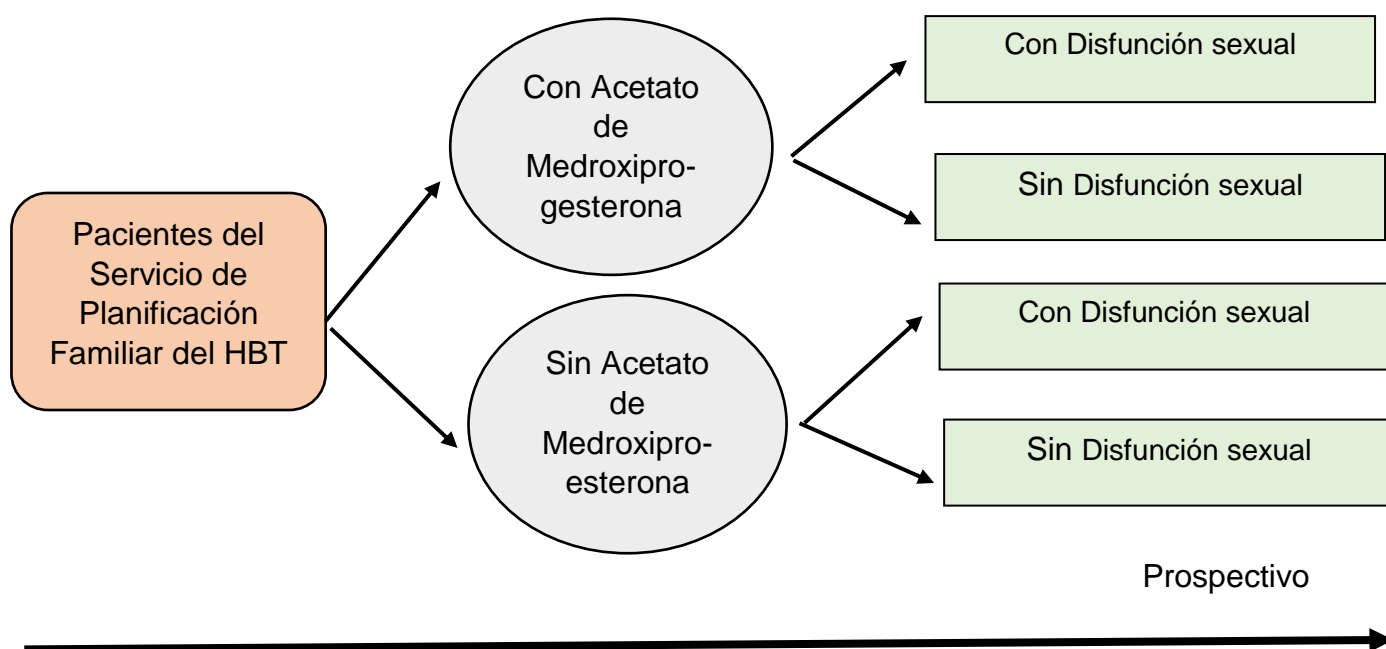 Pacientes del
Servicio de
Planificación
Familiar del HBT
Con Acetato
de
Medroxipro-
gesterona
Sin Acetato
de
Medroxipro-
esterona
Con Disfunción sexual
Sin Disfunción sexual
Con Disfunción sexual
Sin Disfunción sexual
Prospectivo